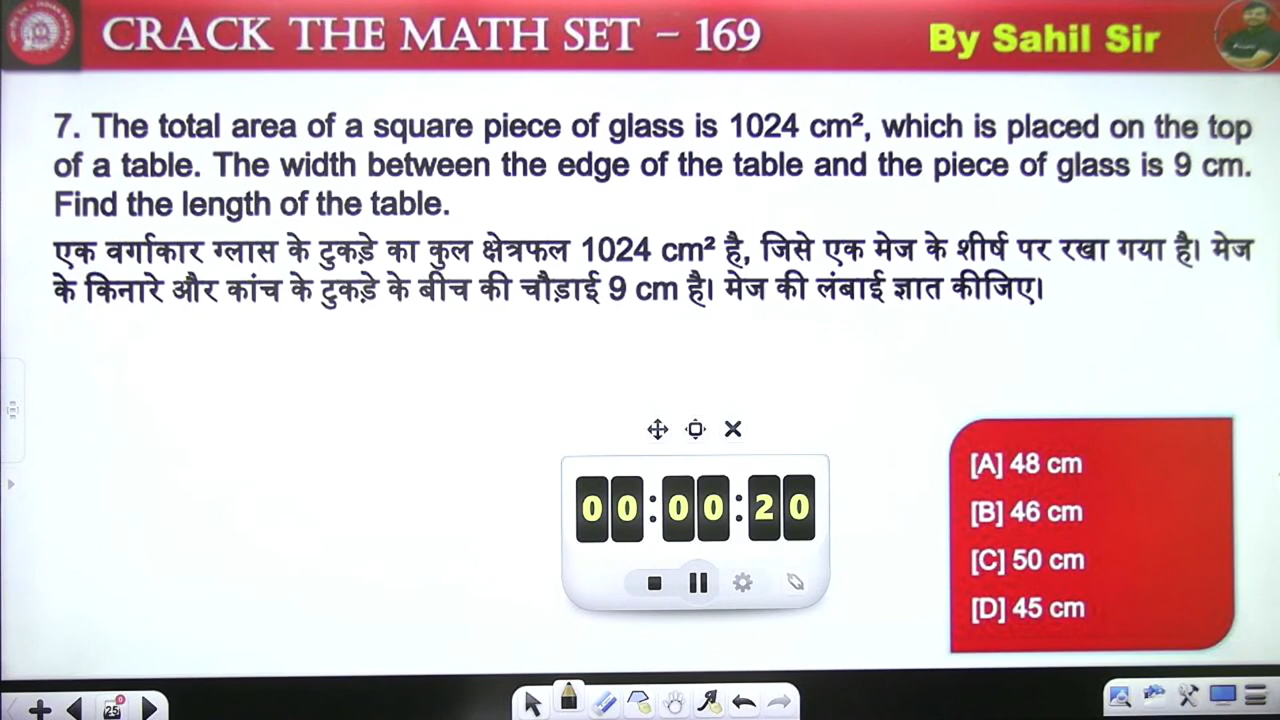 CRACK THE MATH SET – 169
By Sahil Sir
7. The total area of a square piece of glass is 1024 cm², which is placed on the top
of a table. The width between the edge of the table and the piece of glass is 9 cm.
Find the length of the table.
एक वर्गाकार ग्लास के टुकड़े का कुल क्षेत्रफल 1024 cm² है, जिसे एक मेज के शीर्ष पर रखा गया है। मेज
के किनारे और कांच के टुकड़े के बीच की चौड़ाई 9 cm है। मेज की लंबाई ज्ञात कीजिए।
00:00:20
[A] 48 cm
[B] 46 cm
[C] 50 cm
[D] 45 cm
25
0